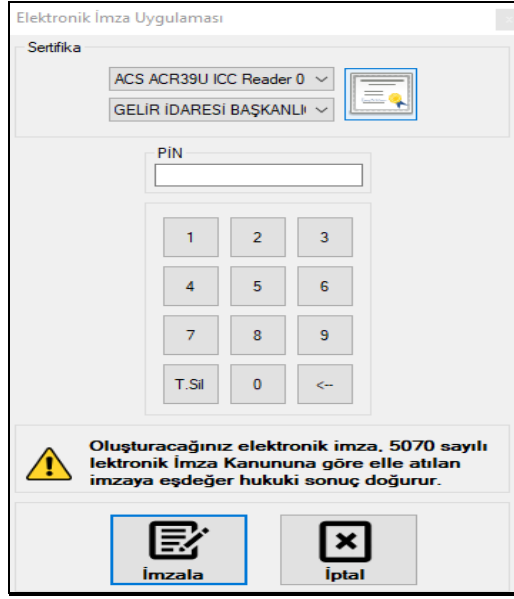 Elektronik İmza Uygulaması
Sertifika
ACS ACR39U ICC Reader 0
GELİR İDARESİ BAŞKANLI
PİN
1 2 3
4 5 6
7 8 9
T.Sil 0 <--
Oluşturacağınız elektronik imza, 5070 sayılı
lektronik İmza Kanununa göre elle atılan
imzaya eşdeğer hukuki sonuç doğurur.
İmzala İptal